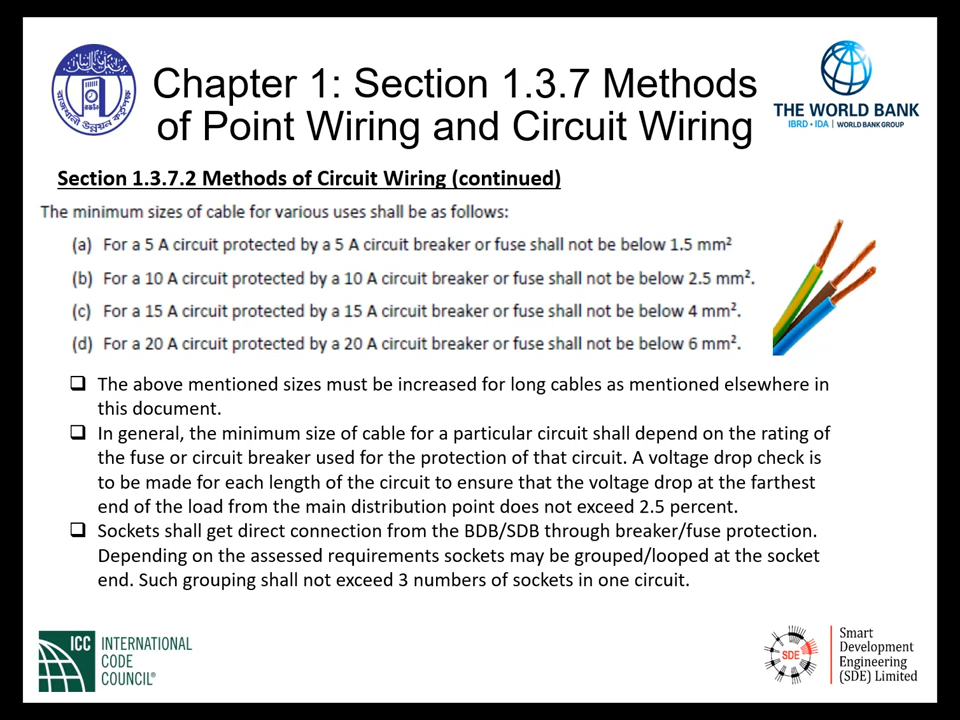 Chapter 1: Section 1.3.7 Methods
of Point Wiring and Circuit Wiring
THE WORLD BANK
IBRD • IDA | WORLD BANK GROUP
Section 1.3.7.2 Methods of Circuit Wiring (continued)
The minimum sizes of cable for various uses shall be as follows:
(a) For a 5 A circuit protected by a 5 A circuit breaker or fuse shall not be below 1.5 mm²
(b) For a 10 A circuit protected by a 10 A circuit breaker or fuse shall not be below 2.5 mm².
(c) For a 15 A circuit protected by a 15 A circuit breaker or fuse shall not be below 4 mm².
(d) For a 20 A circuit protected by a 20 A circuit breaker or fuse shall not be below 6 mm².
❑ The above mentioned sizes must be increased for long cables as mentioned elsewhere in
this document.
❑ In general, the minimum size of cable for a particular circuit shall depend on the rating of
the fuse or circuit breaker used for the protection of that circuit. A voltage drop check is
to be made for each length of the circuit to ensure that the voltage drop at the farthest
end of the load from the main distribution point does not exceed 2.5 percent.
❑ Sockets shall get direct connection from the BDB/SDB through breaker/fuse protection.
Depending on the assessed requirements sockets may be grouped/looped at the socket
end. Such grouping shall not exceed 3 numbers of sockets in one circuit.
ICC INTERNATIONAL
CODE
COUNCIL®
SDE
Smart
Development
Engineering
(SDE) Limited